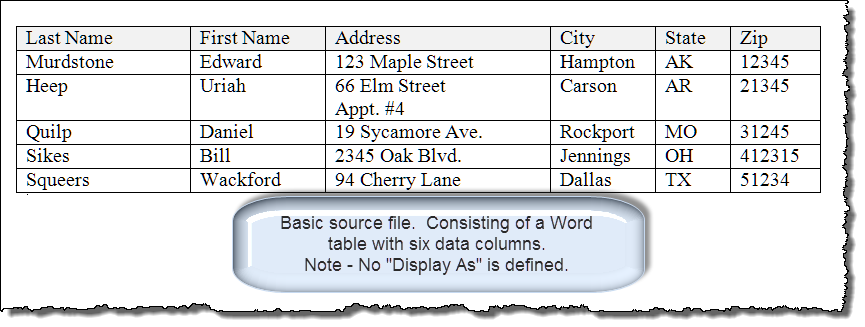 Last Name First Name Address City State Zip
Murdstone Edward 123 Maple Street Hampton AK 12345
Heep Uriah 66 Elm Street Carson AR 21345
Appt. #4
Quilp Daniel 19 Sycamore Ave. Rockport MO 31245
Sikes Bill 2345 Oak Blvd. Jennings OH 412315
Squeers Wackford 94 Cherry Lane Dallas TX 51234
Basic source file.  Consisting of a Word
table with six data columns.
Note - No "Display As" is defined.